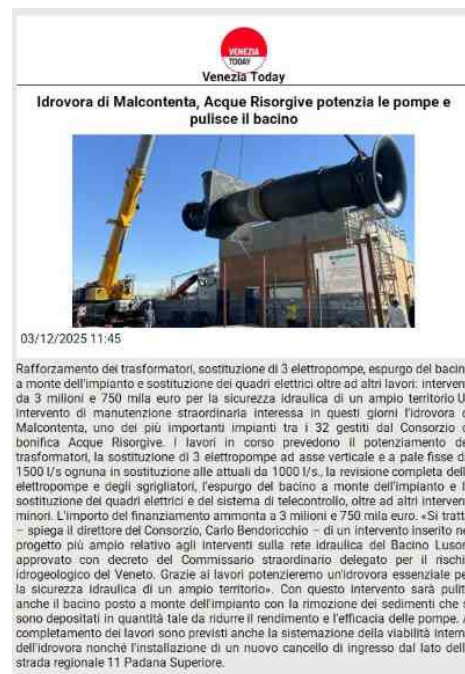 VENEZIA
TODAY
Venezia Today
Idrovora di Malcontenta, Acque Risorgive potenzia le pompe e
pulisce il bacino
03/12/2025 11:45
Rafforzamento dei trasformatori, sostituzione di 3 elettropompe, espurgo del bacin
a monte dell'impianto e sostituzione dei quadri elettrici oltre ad altri lavori: intervent
da 3 milioni e 750 mila euro per la sicurezza idraulica di un ampio territorio U
intervento di manutenzione straordinaria interessa in questi giorni l'idrovora d
Malcontenta, uno dei più importanti impianti tra i 32 gestiti dal Consorzio d
bonifica Acque Risorgive. I lavori in corso prevedono il potenziamento de
trasformatori, la sostituzione di 3 elettropompe ad asse verticale e a pale fisse d
1500 l/s ognuna in sostituzione alle attuali da 1000 l/s., la revisione completa dell
elettropompe e degli sgrigliatori, l'espurgo del bacino a monte dell'impianto e l
sostituzione dei quadri elettrici e del sistema di telecontrollo, oltre ad altri intervent
minori. L'importo del finanziamento ammonta a 3 milioni e 750 mila euro. «Si tratt
– spiega il direttore del Consorzio, Carlo Bendoricchio – di un intervento inserito ne
progetto più ampio relativo agli interventi sulla rete idraulica del Bacino Lusor
approvato con decreto del Commissario straordinario delegato per il rischi
idrogeologico del Veneto. Grazie ai lavori potenzieremo un'idrovora essenziale pe
la sicurezza idraulica di un ampio territorio». Con questo intervento sarà pulit
anche il bacino posto a monte dell'impianto con la rimozione dei sedimenti che s
sono depositati in quantità tale da ridurre il rendimento e l'efficacia delle pompe. A
completamento dei lavori sono previsti anche la sistemazione della viabilità intern
dell'idrovora nonché l'installazione di un nuovo cancello di ingresso dal lato dell
strada regionale 11 Padana Superiore.